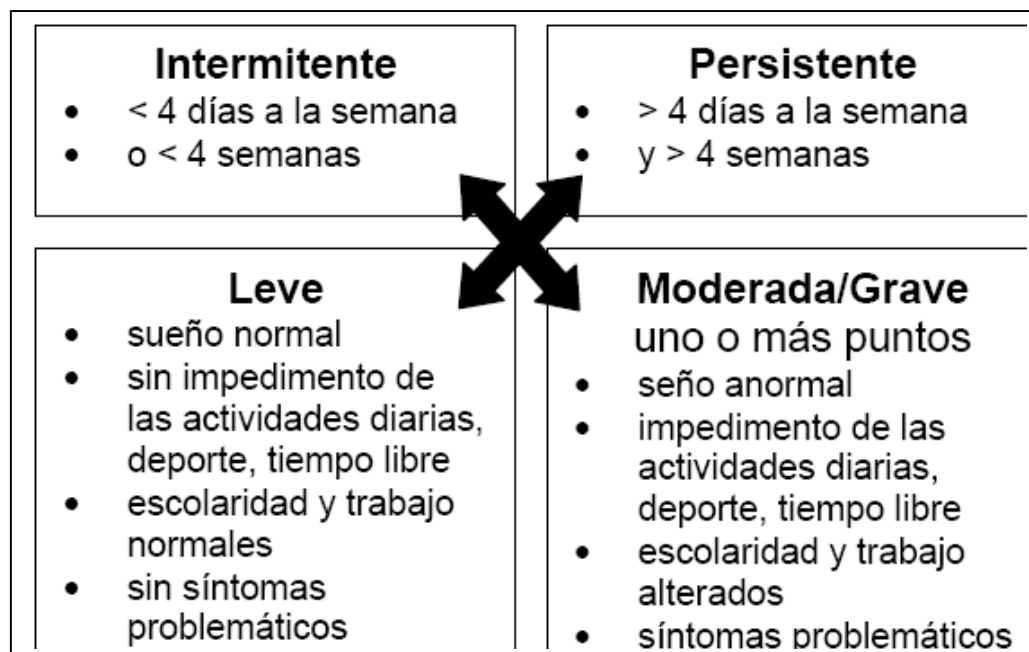 Intermitente
• < 4 días a la semana
• o < 4 semanas
Persistente
• > 4 días a la semana
• y > 4 semanas
Leve
• sueño normal
• sin impedimento de
las actividades diarias,
deporte, tiempo libre
• escolaridad y trabajo
normales
• sin síntomas
problemáticos
Moderada/Grave
uno o más puntos
• seño anormal
• impedimento de las
actividades diarias,
deporte, tiempo libre
• escolaridad y trabajo
alterados
• síntomas problemáticos